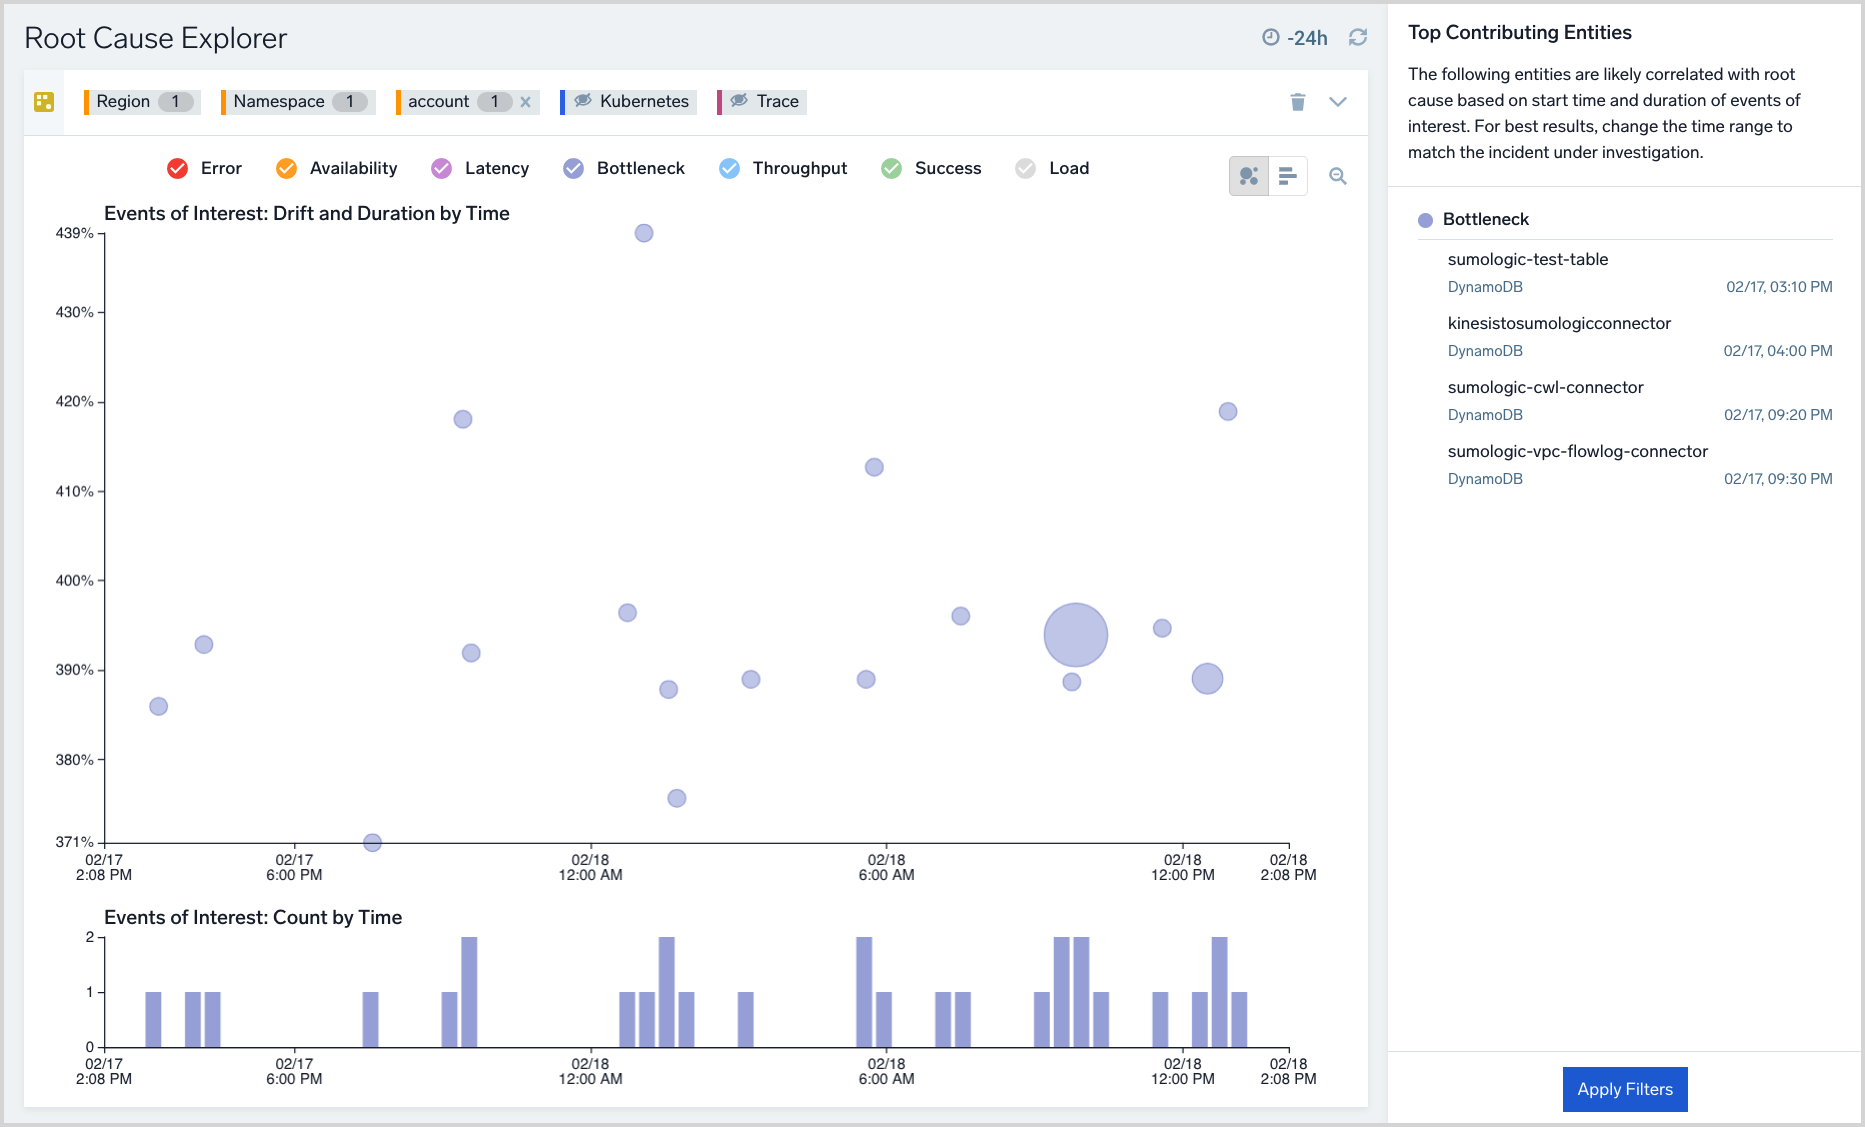 Root Cause Explorer
-24h
Region 1 Namespace 1 account 1 × Kubernetes Trace
Error Availability Latency Bottleneck Throughput Success Load
Events of Interest: Drift and Duration by Time
439%
430%
420%
410%
400%
390%
380%
371%
02/17 02/17 02/18 02/18 02/18 02/18
2:08 PM 6:00 PM 12:00 AM 6:00 AM 12:00 PM 2:08 PM
Events of Interest: Count by Time
2
1
0
02/17 02/17 02/18 02/18 02/18 02/18
2:08 PM 6:00 PM 12:00 AM 6:00 AM 12:00 PM 2:08 PM
Top Contributing Entities
The following entities are likely correlated with root
cause based on start time and duration of events of
interest. For best results, change the time range to
match the incident under investigation.
Bottleneck
sumologic-test-table
DynamoDB 02/17, 03:10 PM
kinesistosumologicconnector
DynamoDB 02/17, 04:00 PM
sumologic-cwl-connector
DynamoDB 02/17, 09:20 PM
sumologic-vpc-flowlog-connector
DynamoDB 02/17, 09:30 PM
Apply Filters